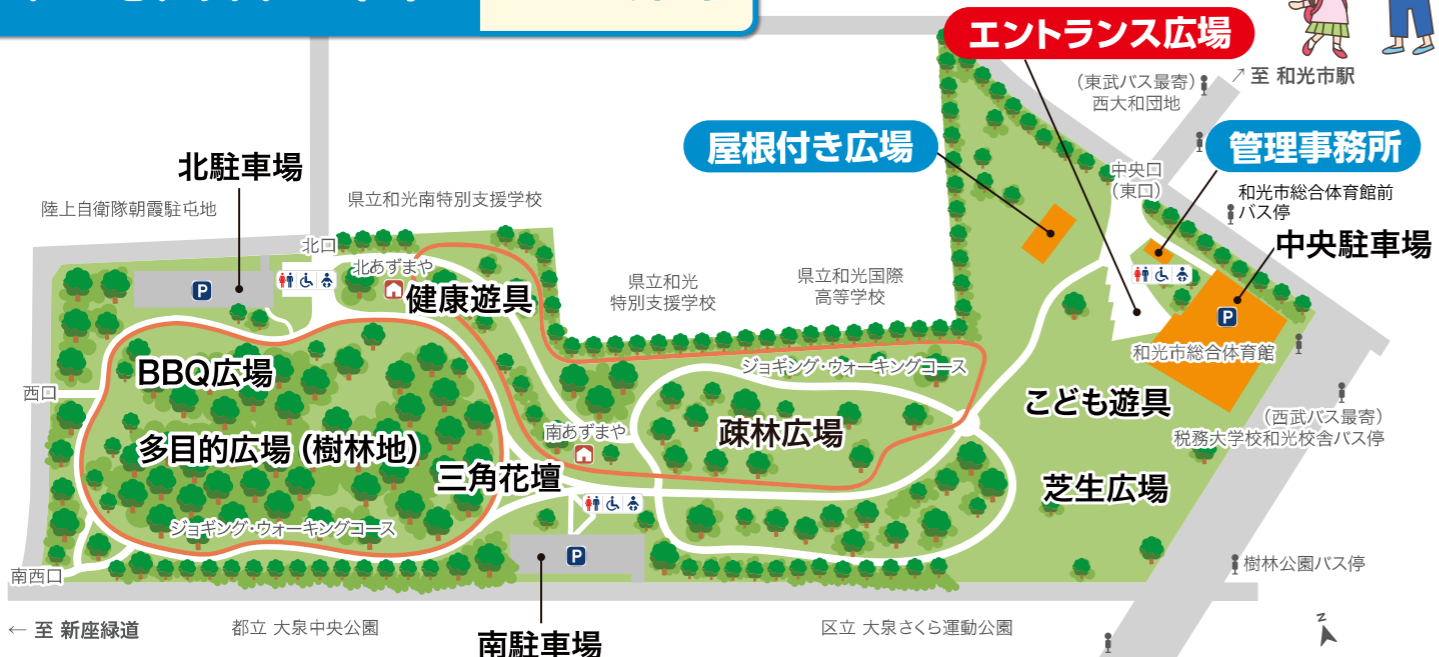 エントランス広場
(東武バス最寄)
西大和団地
↗ 至 和光市駅
屋根付き広場
管理事務所
中央口
(東口)
和光市総合体育館前
バス停
中央駐車場
北駐車場
陸上自衛隊朝霞駐屯地
県立和光南特別支援学校
北口
北あずまや
健康遊具
県立和光
特別支援学校
県立和光国際
高等学校
P
P
和光市総合体育館
ジョギング・ウォーキングコース
BBQ広場
西口
こども遊具
(西武バス最寄)
税務大学校和光校舎バス停
多目的広場(樹林地)
南あずまや
疎林広場
三角花壇
芝生広場
ジョギング・ウォーキングコース
P
南西口
樹林公園バス停
← 至 新座緑道
都立 大泉中央公園
南駐車場
区立 大泉さくら運動公園
N